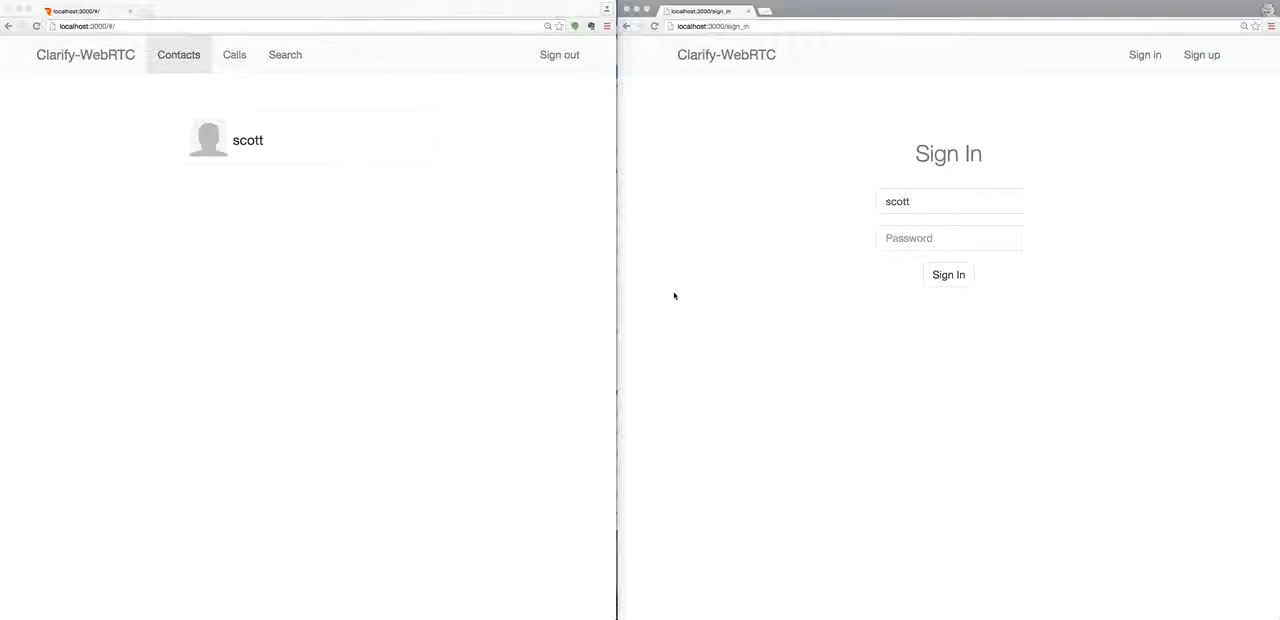 localhost:3000/#/
localhost:3000/#/
Clarify-WebRTC
Contacts
Calls
Search
Sign out
scott
localhost:3000/sign_in
localhost:3000/sign_in
Clarify-WebRTC
Sign in
Sign up
Sign In
scott
Password
Sign In